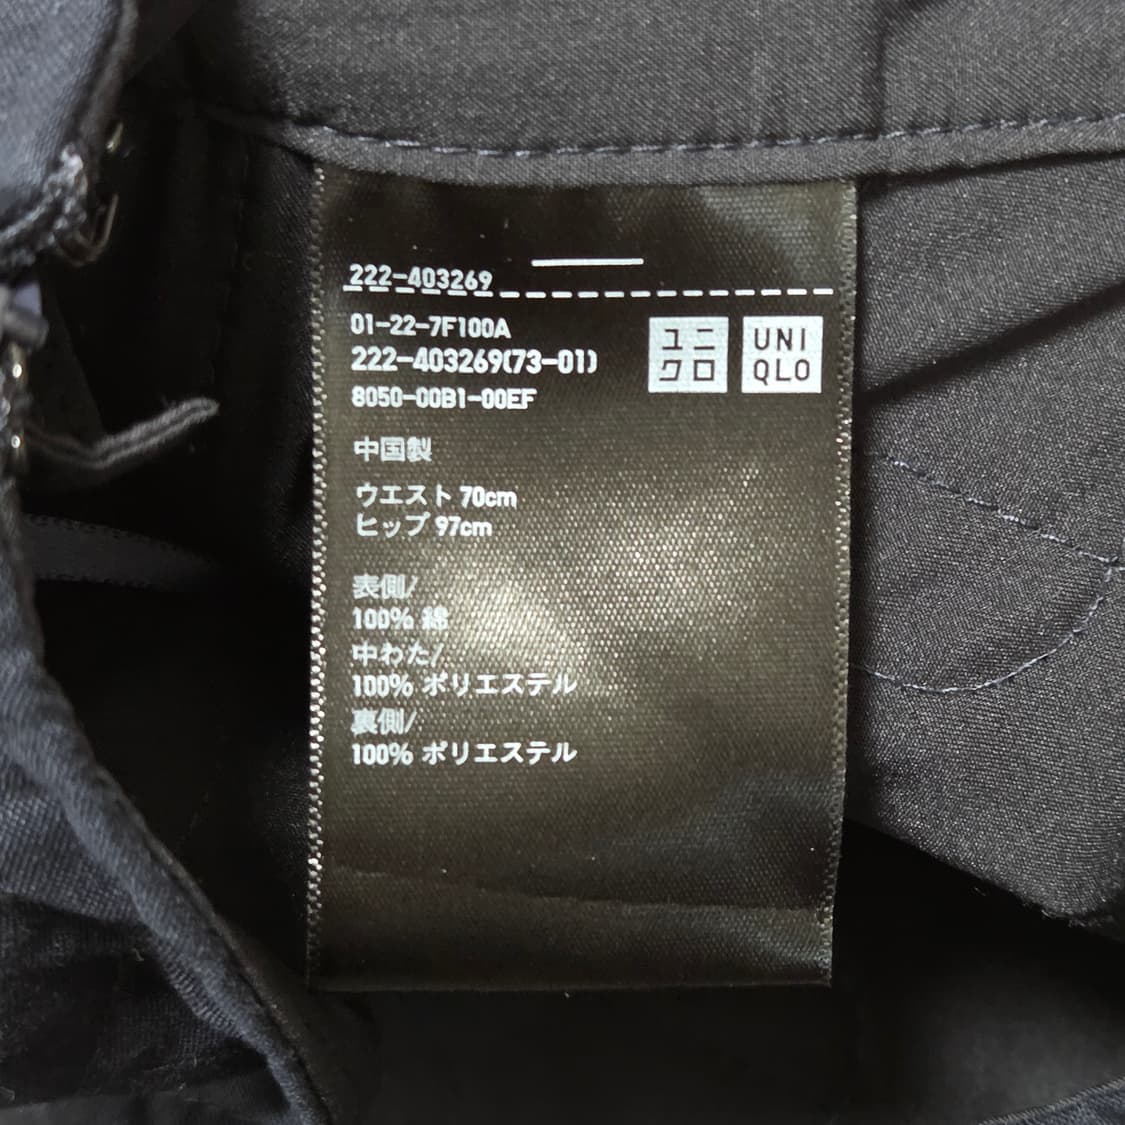 222-403269
01-22-7F100A
222-403269(73-01)
8050-00B1-00EF
ユニ
クロ
UNI
QLO
中国製
ウエスト 70cm
ヒップ 97cm
表側/
100% 綿
中わた/
100% ポリエステル
裏側/
100% ポリエステル